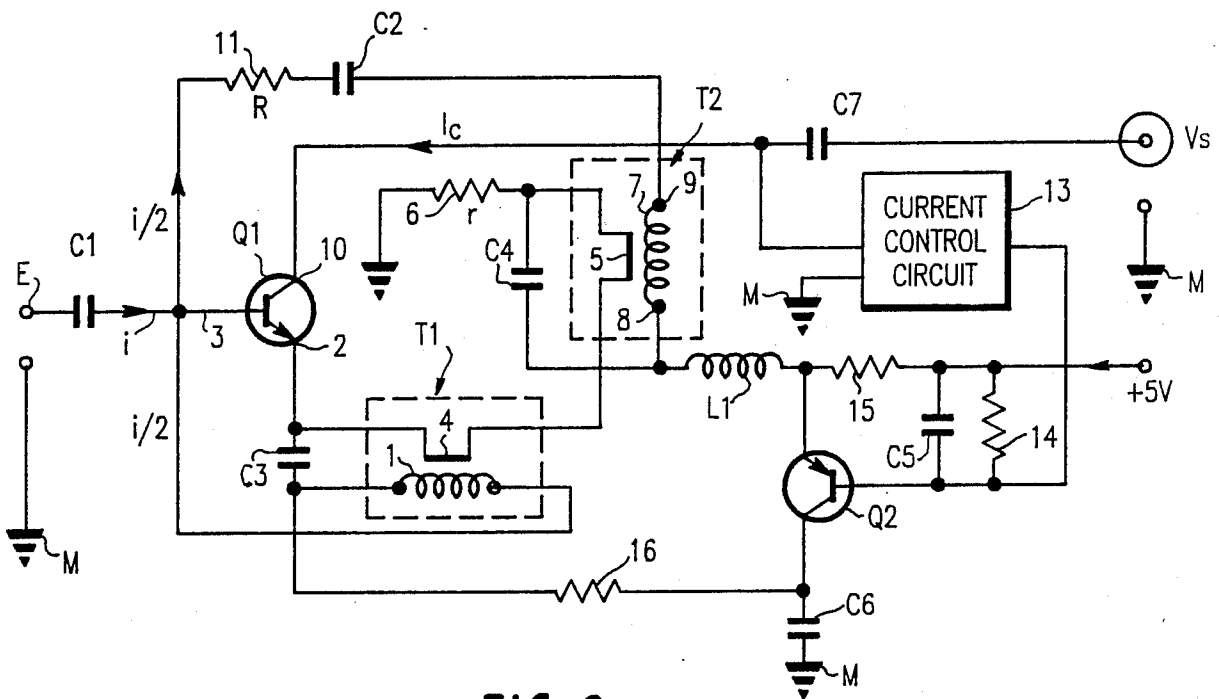 C2
11
R
T2
C7
Ic
Vs
7
9
13
CURRENT
CONTROL
CIRCUIT
6
r
i/2
C1
Q1
10
C4
5
E
M
M
8
i
3
2
T1
L1
15
+5V
i/2
4
C3
1
C5
14
Q2
M
16
C6
M